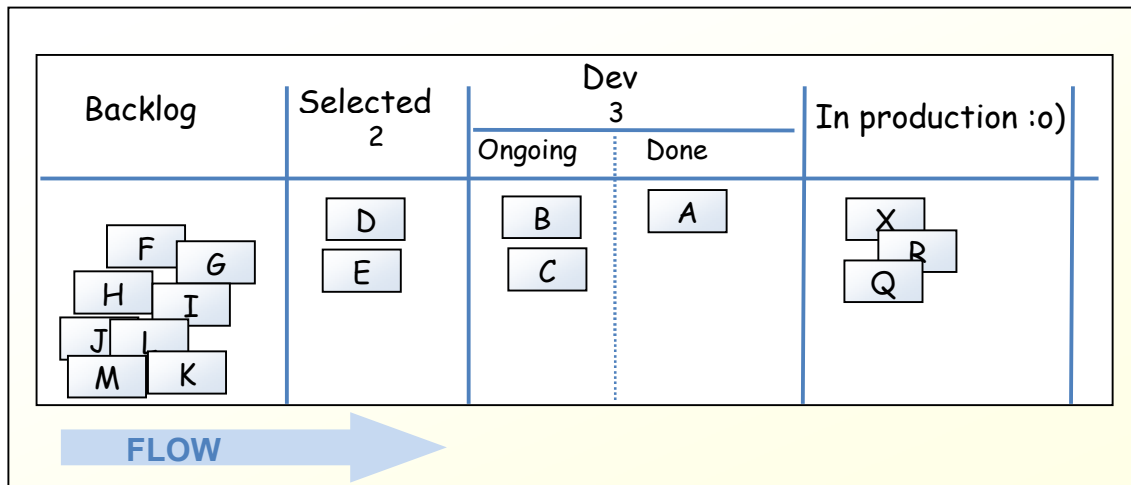 Backlog
Selected
2
Dev
3
Ongoing
Done
In production :o)
F
G
H
I
J
L
M
K
D
E
B
C
A
X
R
Q
FLOW